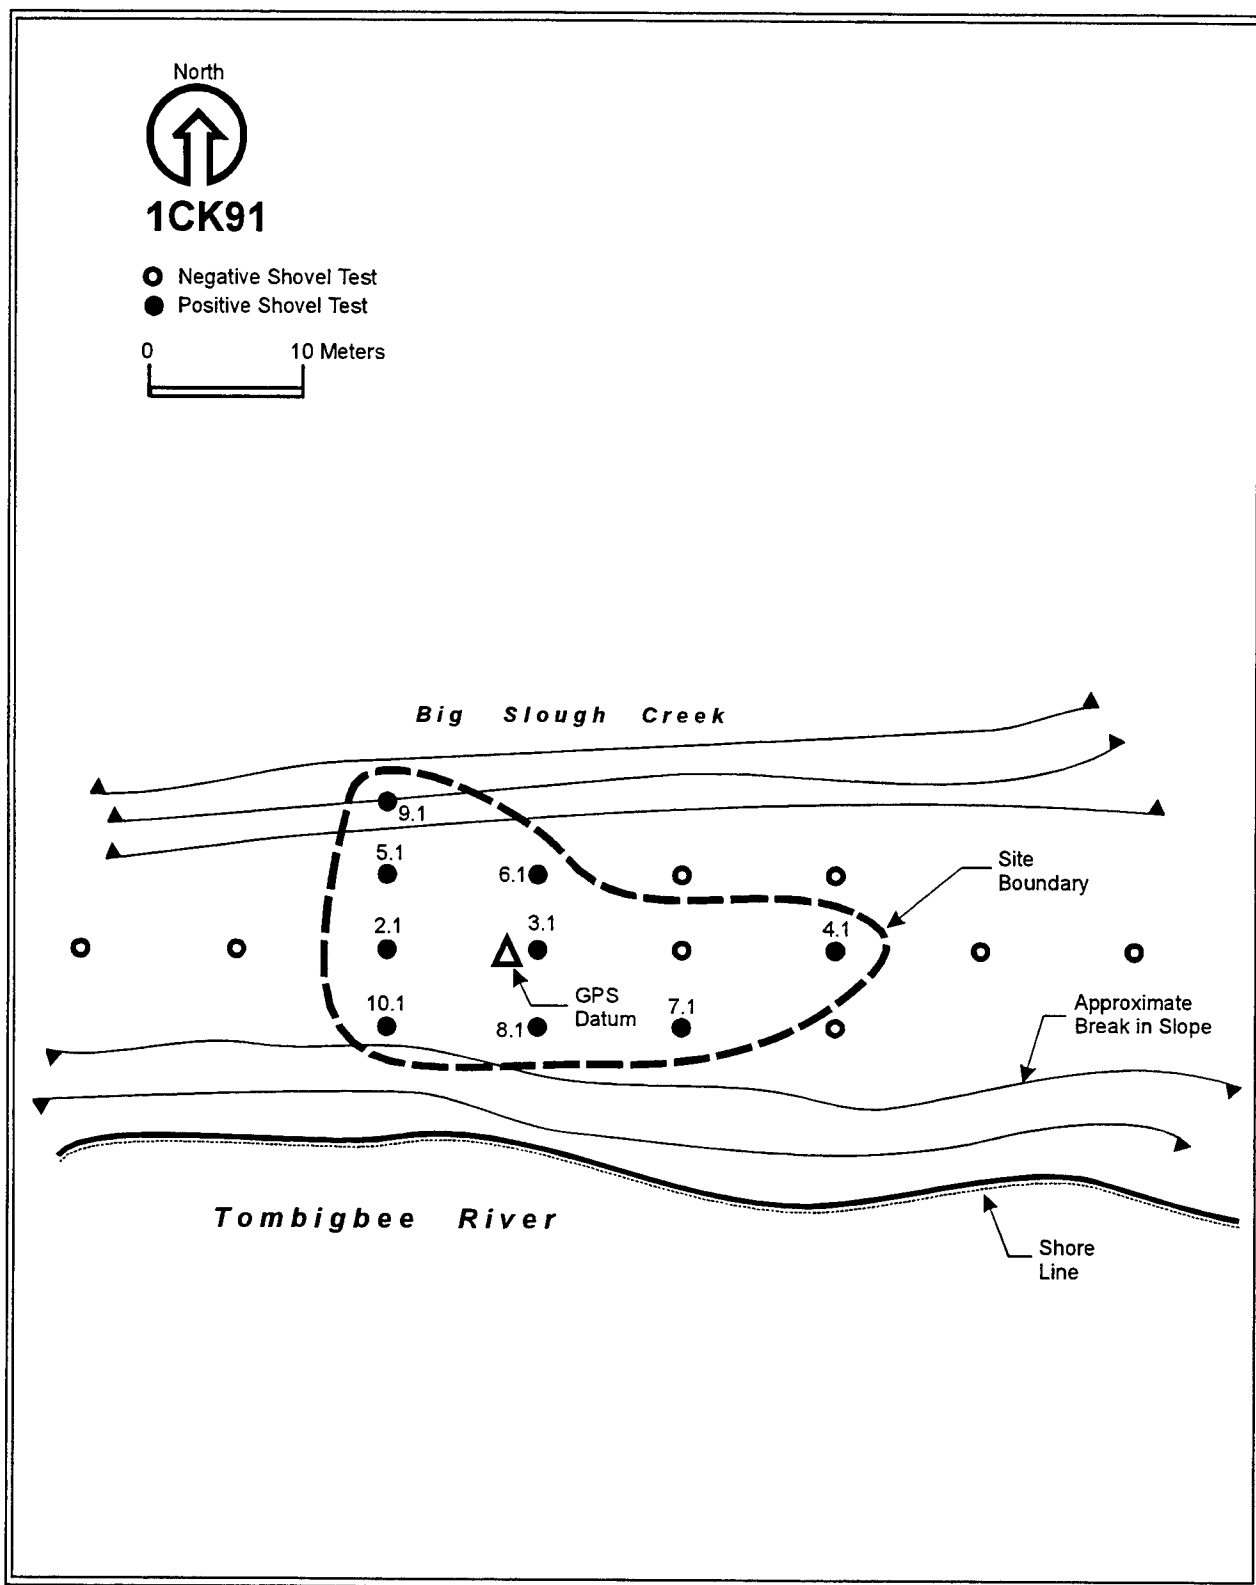 North
1CK91
Negative Shovel Test
Positive Shovel Test
0 10 Meters
Big Slough Creek
9.1
5.1
6.1
Site
Boundary
2.1
3.1
4.1
GPS
Datum
10.1
8.1
7.1
Approximate
Break in Slope
Tombigbee River
Shore
Line